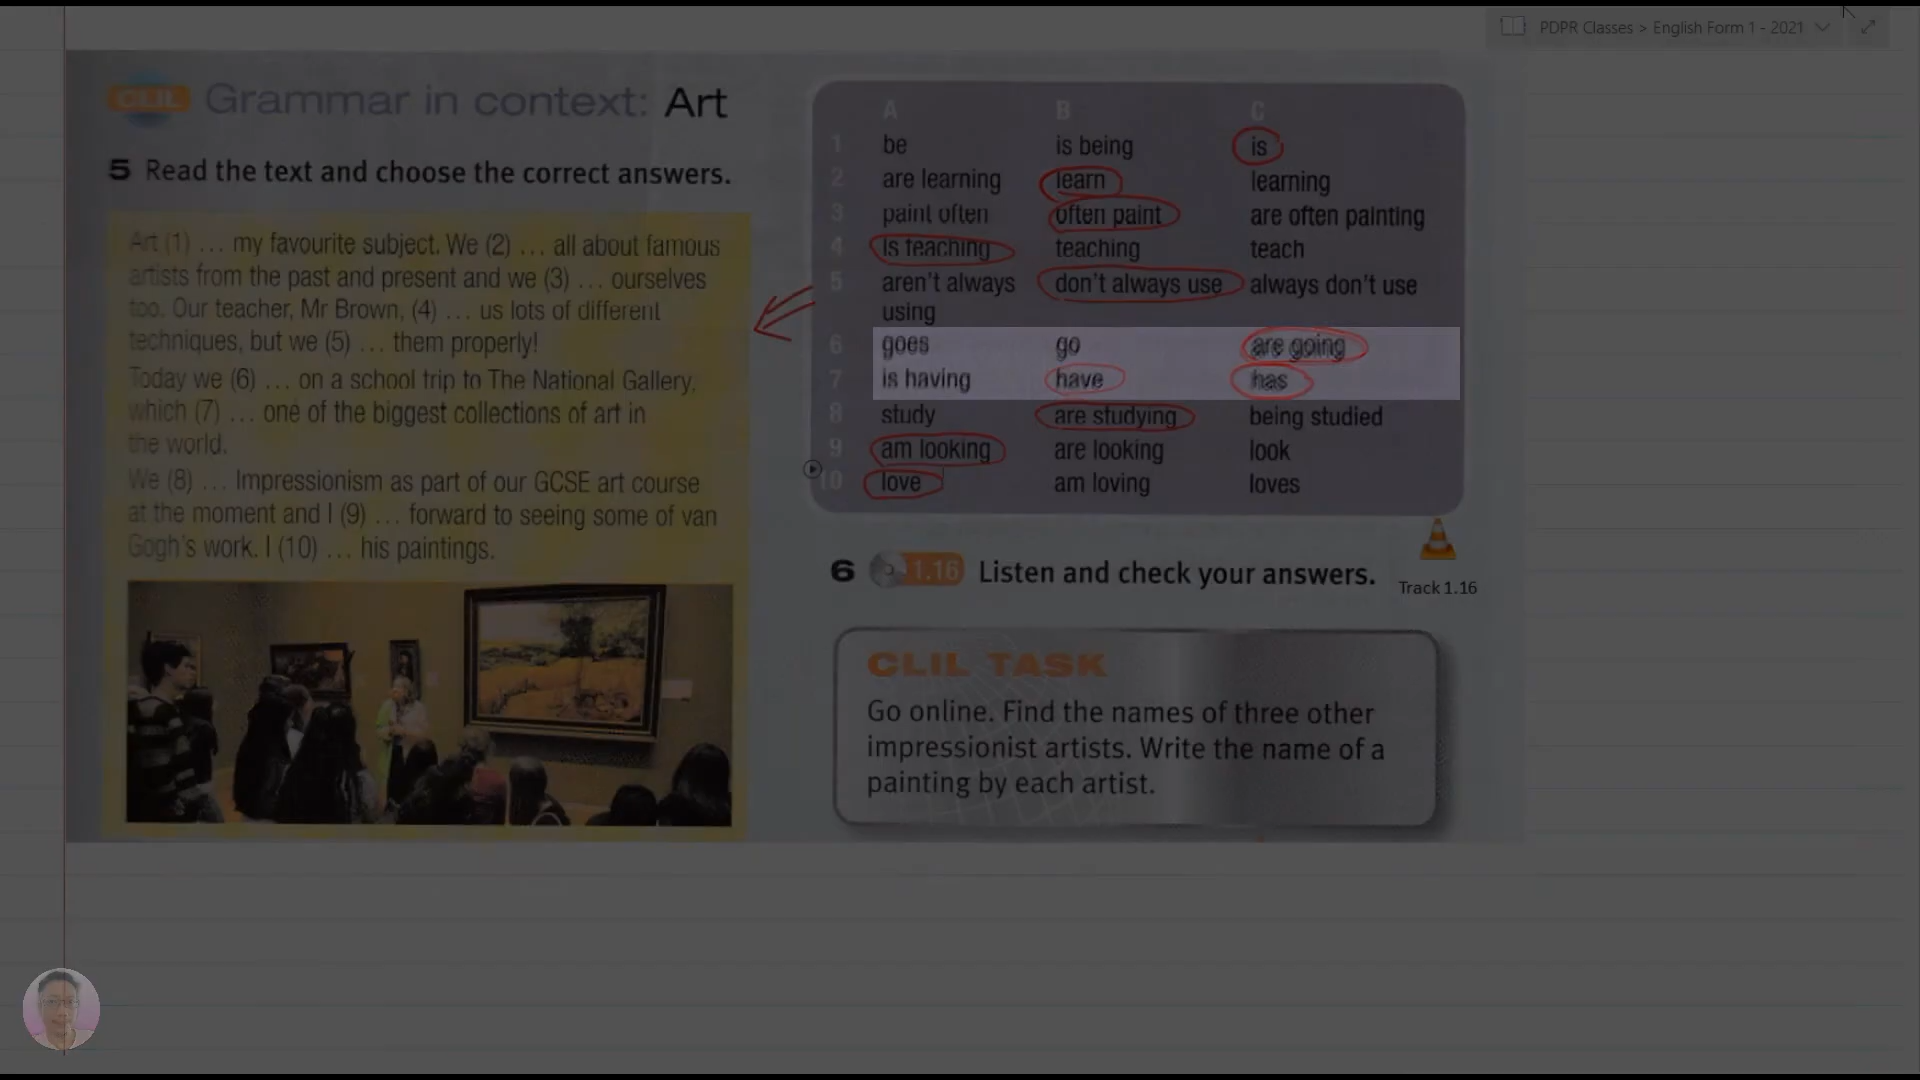 PDPR Classes > English Form 1 - 2021
CLIL Grammar in context: Art
5 Read the text and choose the correct answers.
Art (1) ... my favourite subject. We (2) ... all about famous
artists from the past and present and we (3) ... ourselves
too. Our teacher, Mr Brown, (4) ... us lots of different
techniques, but we (5) ... them properly!
Today we (6) ... on a school trip to The National Gallery,
which (7) ... one of the biggest collections of art in
the world.
We (8) ... Impressionism as part of our GCSE art course
at the moment and I (9) ... forward to seeing some of van
Gogh's work. I (10) ... his paintings.
A B C
1 be is being is
2 are learning learn learning
3 paint often often paint are often painting
4 is teaching teaching teach
5 aren't always don't always use always don't use
using
6 goes go are going
7 is having have has
8 study are studying being studied
9 am looking are looking look
10 love am loving loves
6 1.16 Listen and check your answers.
Track 1.16
CLIL TASK
Go online. Find the names of three other
impressionist artists. Write the name of a
painting by each artist.